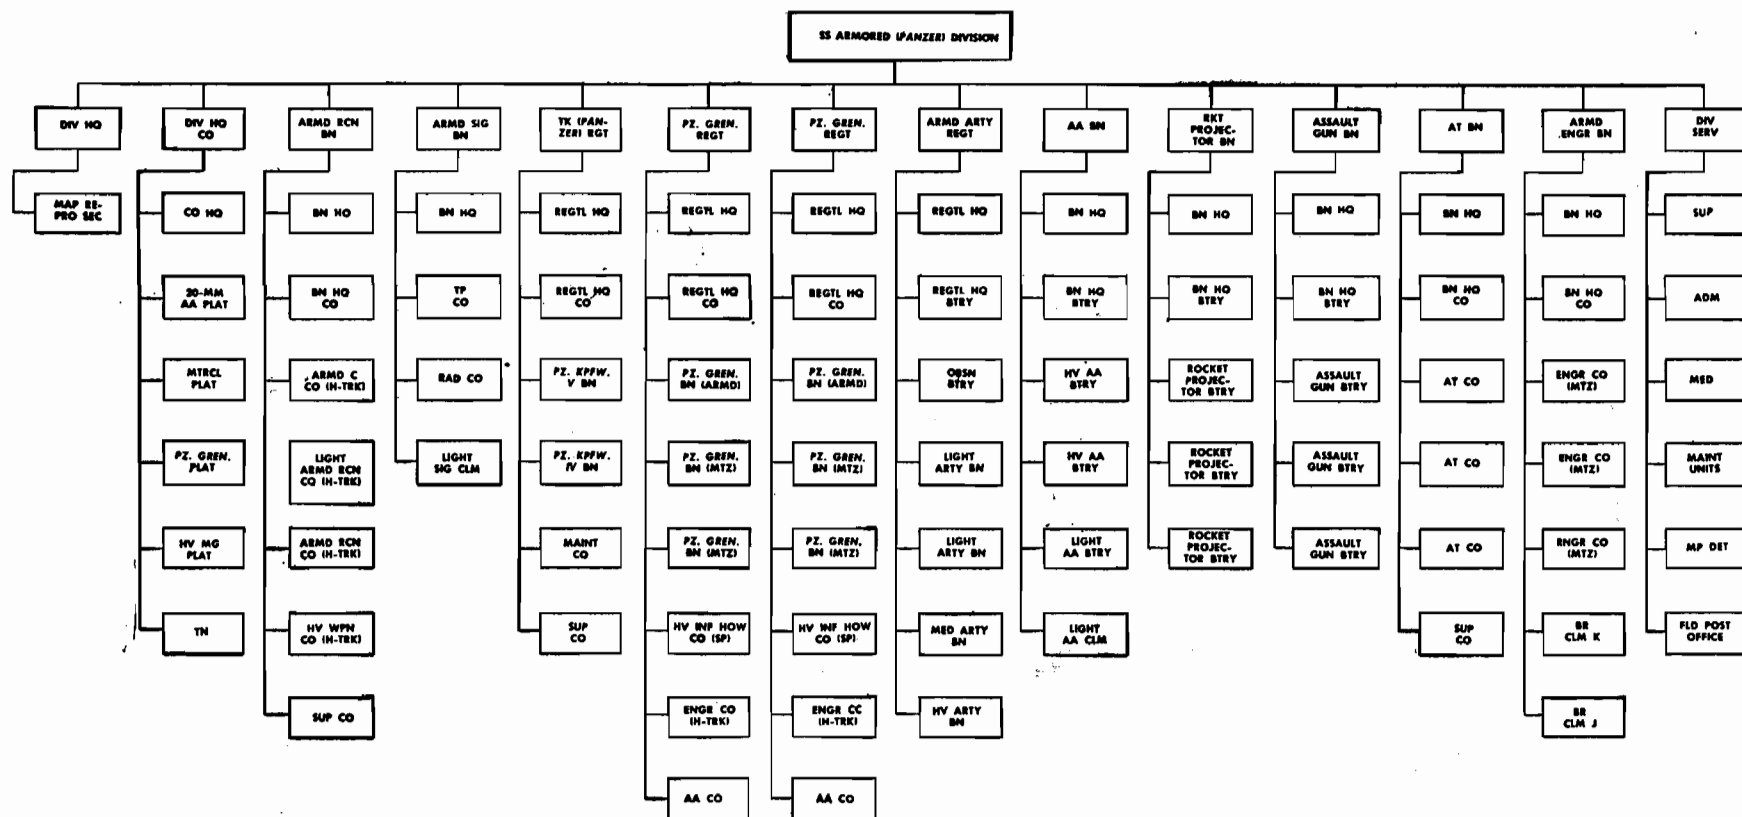 SS ARMORED (PANZER) DIVISION
DIV HQ
DIV HQ
CO
ARMD RCN
BN
ARMD SIG
BN
TK (PAN-
ZER) RGT
PZ. GREN.
REGT
PZ. GREN.
REGT
ARMD ARTY
REGT
AA BN
RKT
PROJEC-
TOR BN
ASSAULT
GUN BN
AT BN
ARMD
ENGR BN
DIV
SERV
MAP RE-
PRO SEC
CO HQ
BN HQ
BN HQ
REGTL HQ
REGTL HQ
REGTL HQ
REGTL HQ
BN HQ
BN HQ
BN HQ
BN HQ
BN HQ
SUP
20-MM
AA PLAT
BN HQ
CO
TP
CO
REGTL HQ
CO
REGTL HQ
CO
REGTL HQ
CO
REGTL HQ
BTRY
BN HQ
BTRY
BN HQ
BTRY
BN HQ
BTRY
BN HQ
CO
BN HQ
CO
ADM
MTRCL
PLAT
ARMD C
CO (H-TRK)
RAD CO
PZ. KPFW.
V BN
PZ. GREN.
BN (ARMD)
PZ. GREN.
BN (ARMD)
OBSN
BTRY
HV AA
BTRY
ROCKET
PROJEC-
TOR BTRY
ASSAULT
GUN BTRY
AT CO
ENGR CO
(MTZ)
MED
PZ. GREN.
PLAT
LIGHT
ARMD RCN
CO (H-TRK)
LIGHT
SIG CLM
PZ. KPFW.
IV BN
PZ. GREN.
BN (MTZ)
PZ. GREN.
BN (MTZ)
LIGHT
ARTY BN
HV AA
BTRY
ROCKET
PROJEC-
TOR BTRY
ASSAULT
GUN BTRY
AT CO
ENGR CO
(MTZ)
MAINT
UNITS
HV MG
PLAT
ARMD RCN
CO (H-TRK)
MAINT
CO
PZ. GREN.
BN (MTZ)
PZ. GREN.
BN (MTZ)
LIGHT
ARTY BN
LIGHT
AA BTRY
ROCKET
PROJEC-
TOR BTRY
ASSAULT
GUN BTRY
AT CO
RNGR CO
(MTZ)
MP DET
TN
HV WPN
CO (H-TRK)
SUP
CO
HV INF HOW
CO (SP)
HV INF HOW
CO (SP)
MED ARTY
BN
LIGHT
AA CLM
SUP
CO
BR
CLM K
FLD POST
OFFICE
SUP CO
ENGR CO
(H-TRK)
ENGR CC
(H-TRK)
HV ARTY
BN
BR
CLM J
AA CO
AA CO